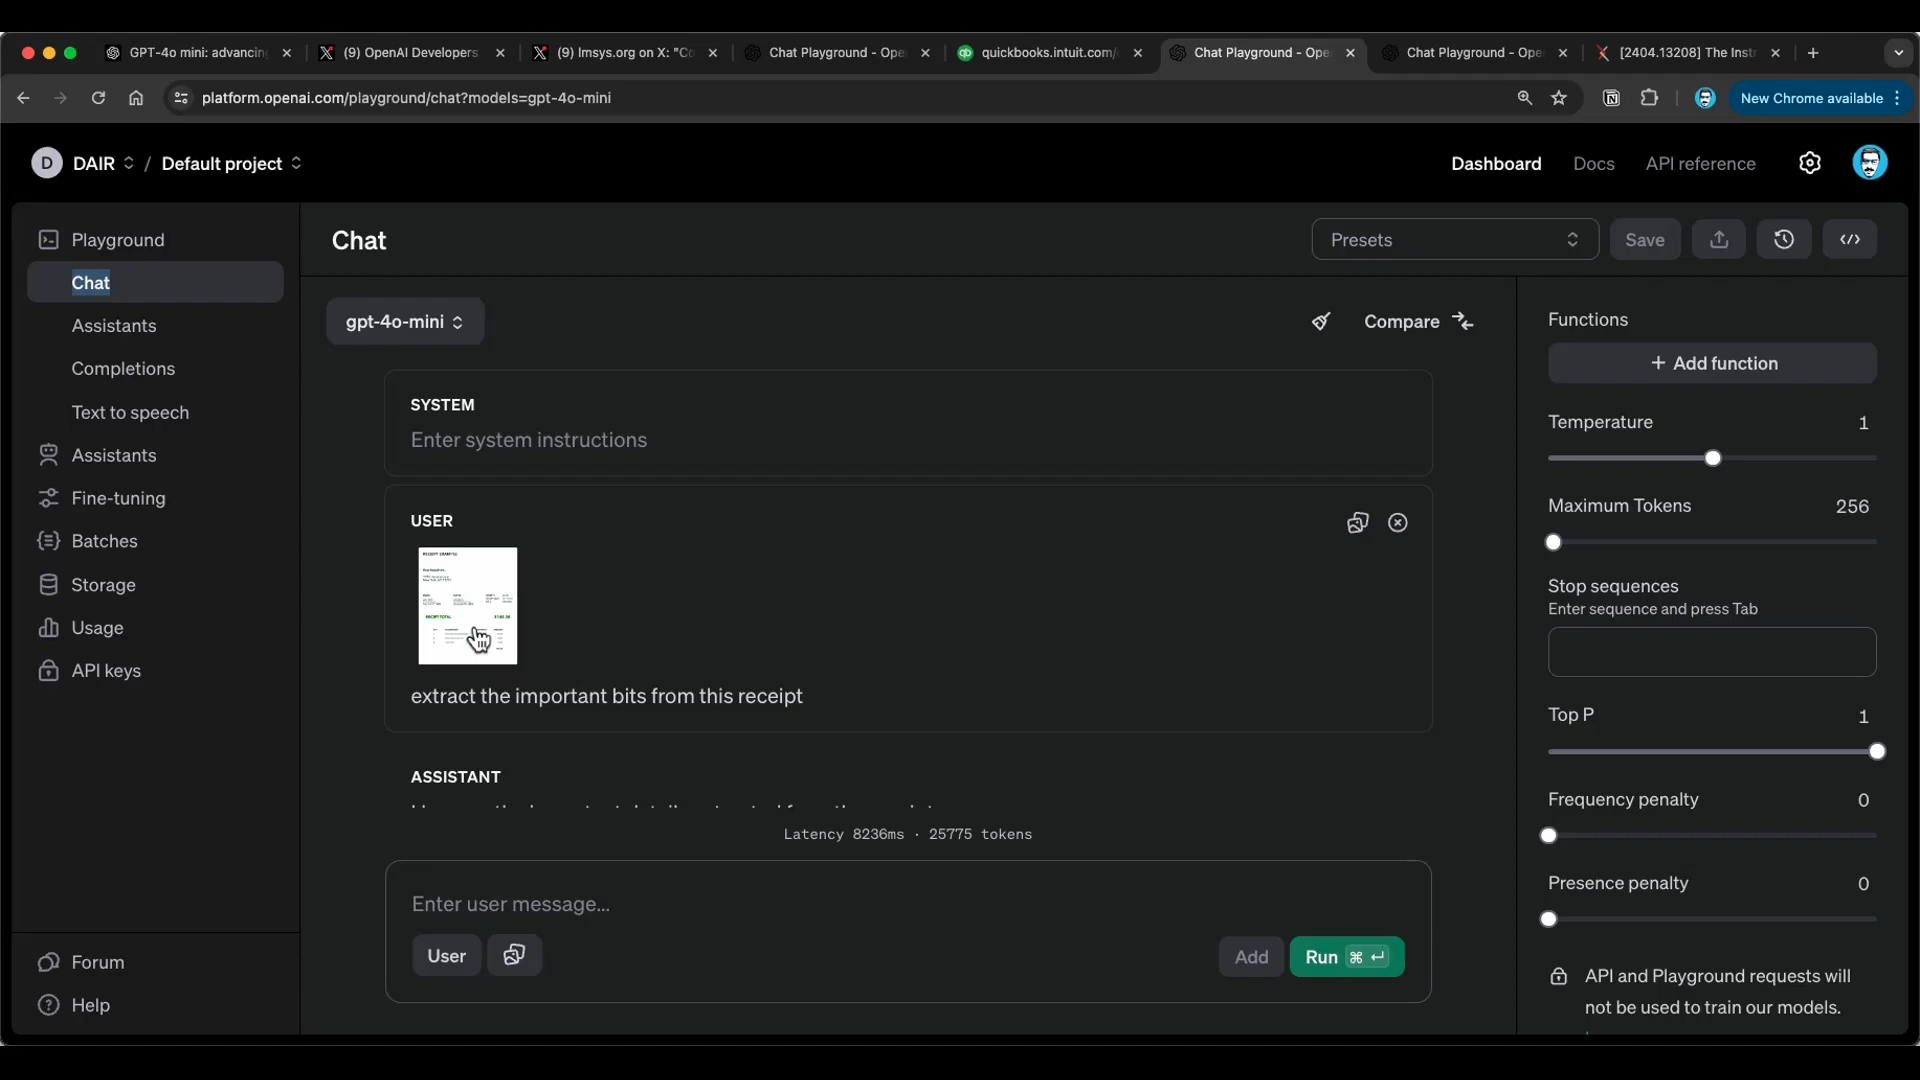 GPT-4o mini: advancing
(9) OpenAI Developers
(9) lmsys.org on X: "Co
Chat Playground - Ope
quickbooks.intuit.com/
Chat Playground - Ope
Chat Playground - Ope
[2404.13208] The Instr
platform.openai.com/playground/chat?models=gpt-4o-mini
New Chrome available
D DAIR / Default project
Dashboard
Docs
API reference
Playground
Chat
Assistants
Completions
Text to speech
Assistants
Fine-tuning
Batches
Storage
Usage
API keys
Forum
Help
Chat
Presets
Save
gpt-4o-mini
Compare
SYSTEM
Enter system instructions
USER
RECEIPT EXAMPLE
RECEIPT TOTAL
extract the important bits from this receipt
ASSISTANT
Latency 8236ms · 25775 tokens
Enter user message...
User
Add
Run ⌘ ↵
Functions
+ Add function
Temperature 1
Maximum Tokens 256
Stop sequences
Enter sequence and press Tab
Top P 1
Frequency penalty 0
Presence penalty 0
API and Playground requests will
not be used to train our models.